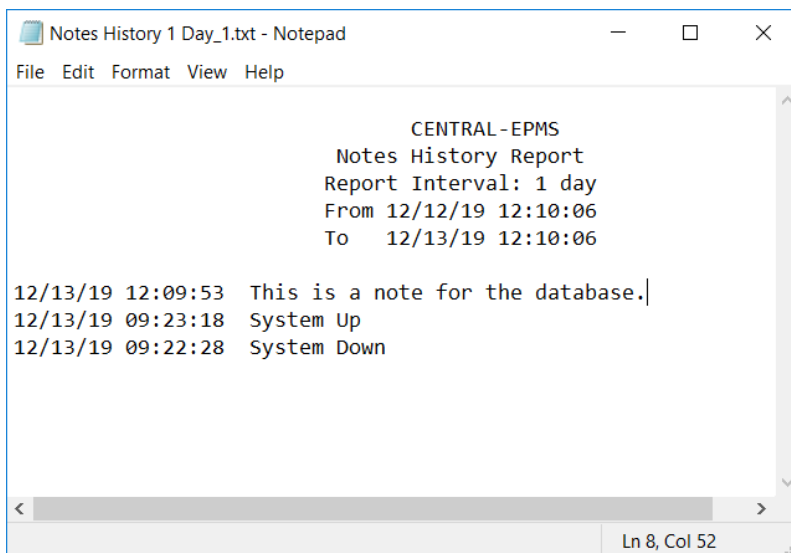 Notes History 1 Day_1.txt - Notepad
File Edit Format View Help
CENTRAL-EPMS
Notes History Report
Report Interval: 1 day
From 12/12/19 12:10:06
To 12/13/19 12:10:06
12/13/19 12:09:53 This is a note for the database.
12/13/19 09:23:18 System Up
12/13/19 09:22:28 System Down
Ln 8, Col 52